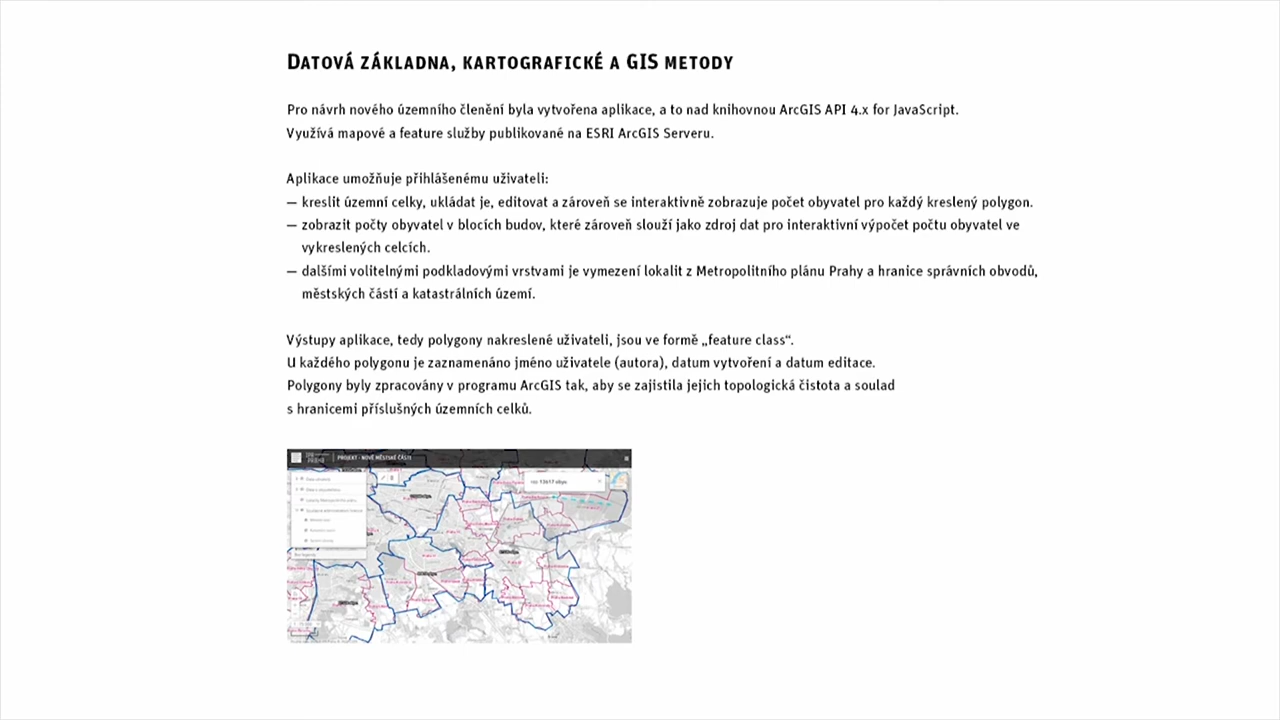 DATOVÁ ZÁKLADNA, KARTOGRAFICKÉ A GIS METODY
Pro návrh nového územního členění byla vytvořena aplikace, a to nad knihovnou ArcGIS API 4.x for JavaScript.
Využívá mapové a feature služby publikované na ESRI ArcGIS Serveru.
Aplikace umožňuje přihlášenému uživateli:
— kreslit územní celky, ukládat je, editovat a zároveň se interaktivně zobrazuje počet obyvatel pro každý kreslený polygon.
— zobrazit počty obyvatel v blocích budov, které zároveň slouží jako zdroj dat pro interaktivní výpočet počtu obyvatel ve
vykreslených celcích.
— dalšími volitelnými podkladovými vrstvami je vymezení lokalit z Metropolitního plánu Prahy a hranice správních obvodů,
městských částí a katastrálních území.
Výstupy aplikace, tedy polygony nakreslené uživateli, jsou ve formě „feature class“.
U každého polygonu je zaznamenáno jméno uživatele (autora), datum vytvoření a datum editace.
Polygony byly zpracovány v programu ArcGIS tak, aby se zajistila jejich topologická čistota a soulad
s hranicemi příslušných územních celků.
PROJEKT - NOVÉ MĚSTSKÉ ČÁSTI
13617 obyv.